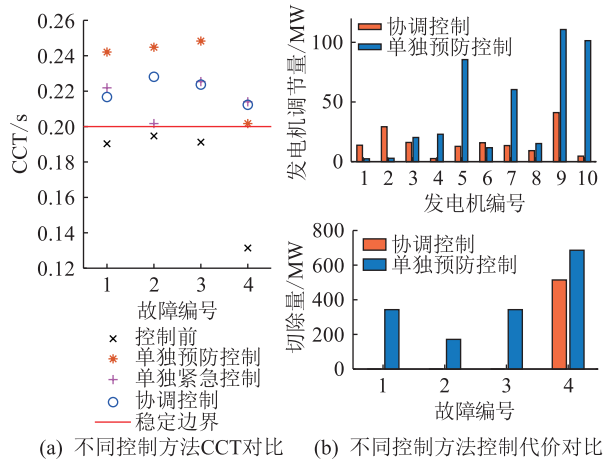 0.26
0.24
0.22
0.20
0.18
0.16
0.14
0.12
CCT/s
1 2 3 4
故障编号
控制前
单独预防控制
单独紧急控制
协调控制
稳定边界
(a) 不同控制方法CCT对比
协调控制
单独预防控制
100
50
0
发电机调节量/MW
1 2 3 4 5 6 7 8 9 10
发电机编号
协调控制
单独预防控制
800
600
400
200
0
切除量/MW
1 2 3 4
故障编号
(b) 不同控制方法控制代价对比